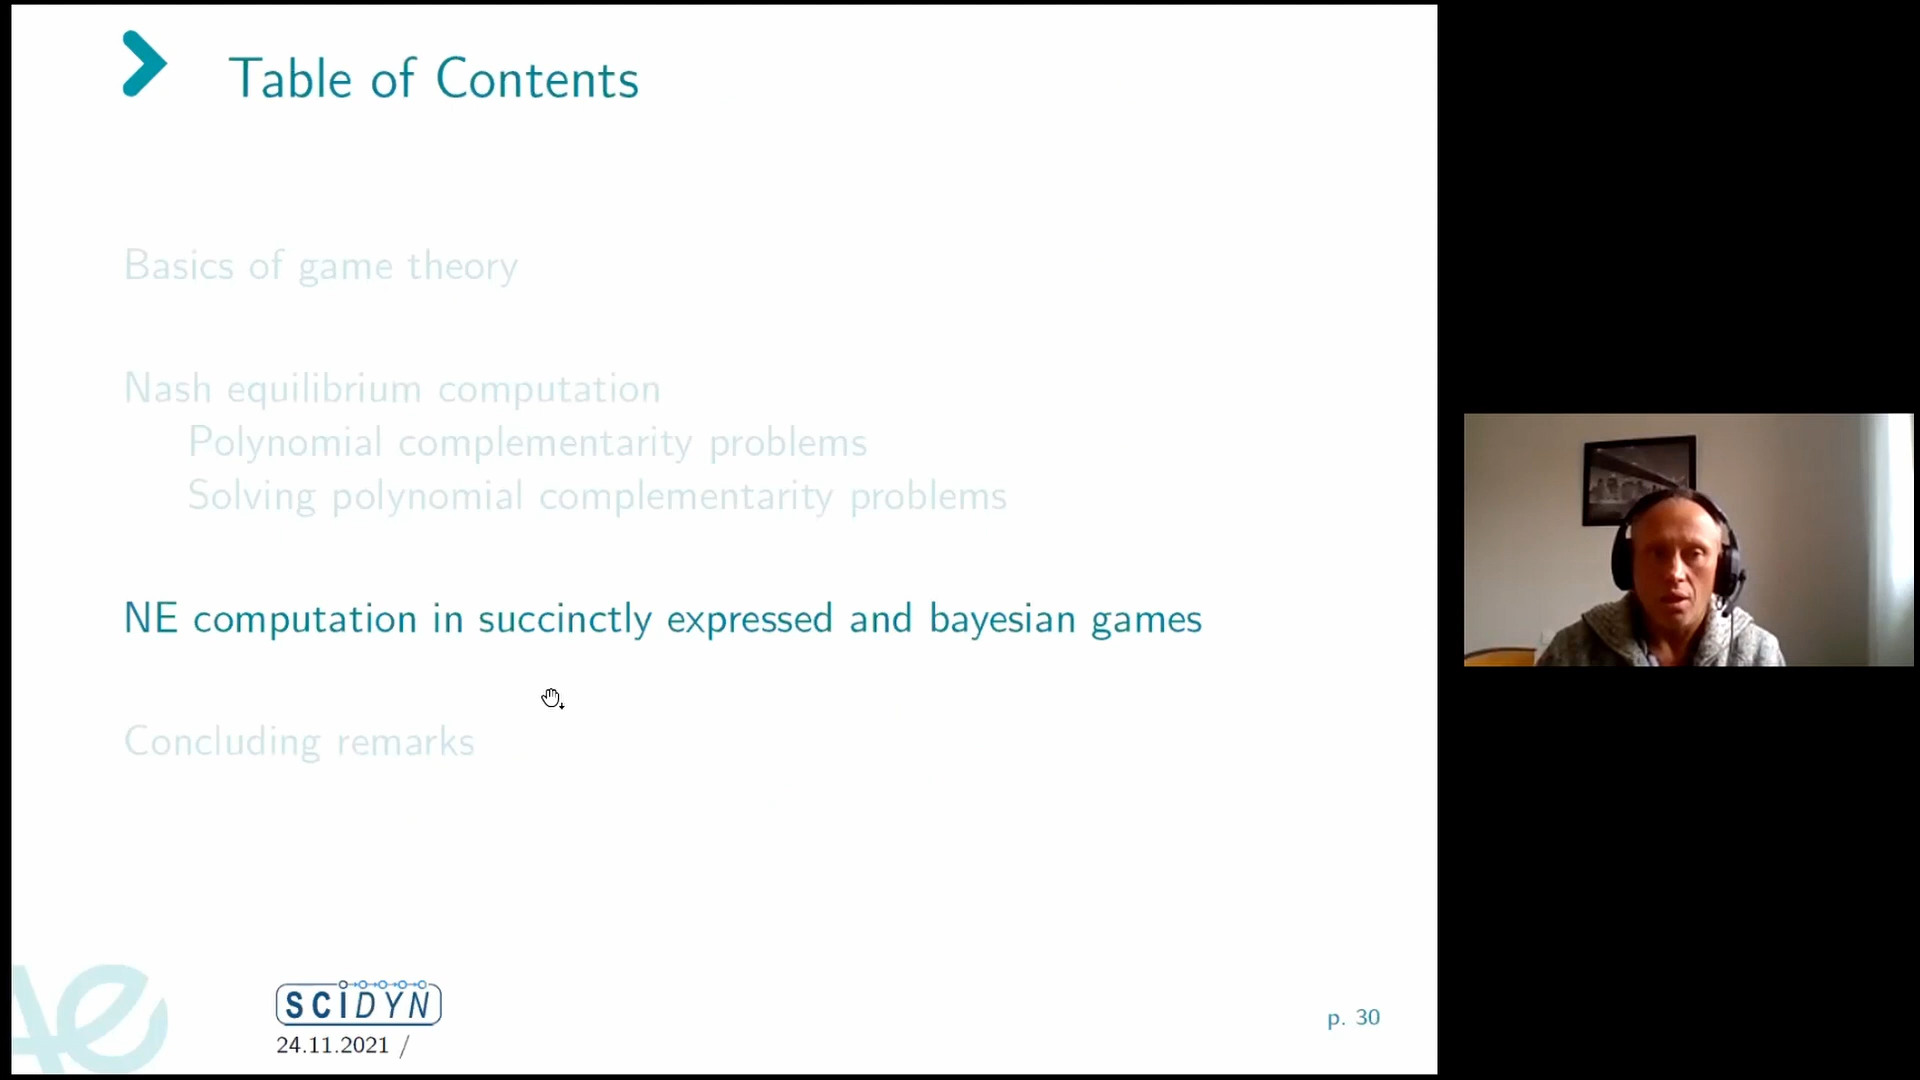 Table of Contents
Basics of game theory
Nash equilibrium computation
Polynomial complementarity problems
Solving polynomial complementarity problems
NE computation in succinctly expressed and bayesian games
Concluding remarks
SCIDYN
24.11.2021 /
p. 30